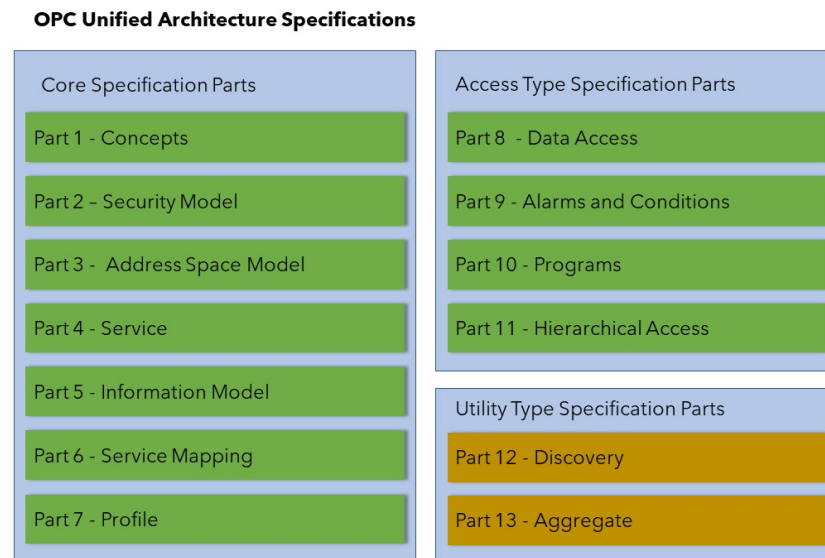 OPC Unified Architecture Specifications
Core Specification Parts
Part 1 - Concepts
Part 2 – Security Model
Part 3 - Address Space Model
Part 4 - Service
Part 5 - Information Model
Part 6 - Service Mapping
Part 7 - Profile
Access Type Specification Parts
Part 8 - Data Access
Part 9 - Alarms and Conditions
Part 10 - Programs
Part 11 - Hierarchical Access
Utility Type Specification Parts
Part 12 - Discovery
Part 13 - Aggregate